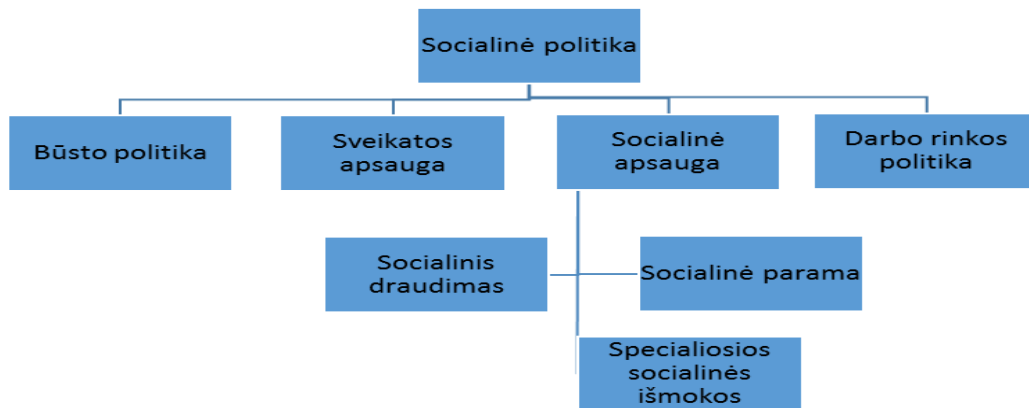 Socialinė politika
Būsto politika
Sveikatos
apsauga
Socialinė
apsauga
Darbo rinkos
politika
Socialinis
draudimas
Socialinė parama
Specialiosios
socialinės
išmokos